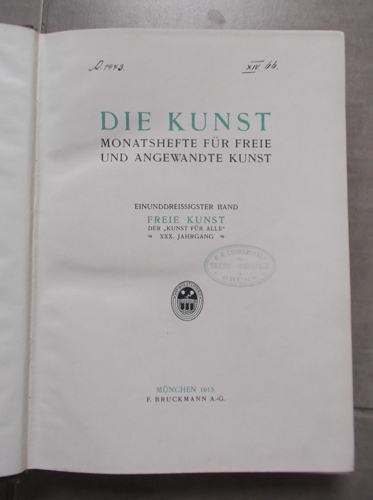 D. 1943.
XIV 66.
DIE KUNST
MONATSHEFTE FÜR FREIE
UND ANGEWANDTE KUNST
EINUNDDREISSIGSTER BAND
FREIE KUNST
DER „KUNST FÜR ALLE"
XXX. JAHRGANG
MÜNCHEN 1915
F. BRUCKMANN A.-G.